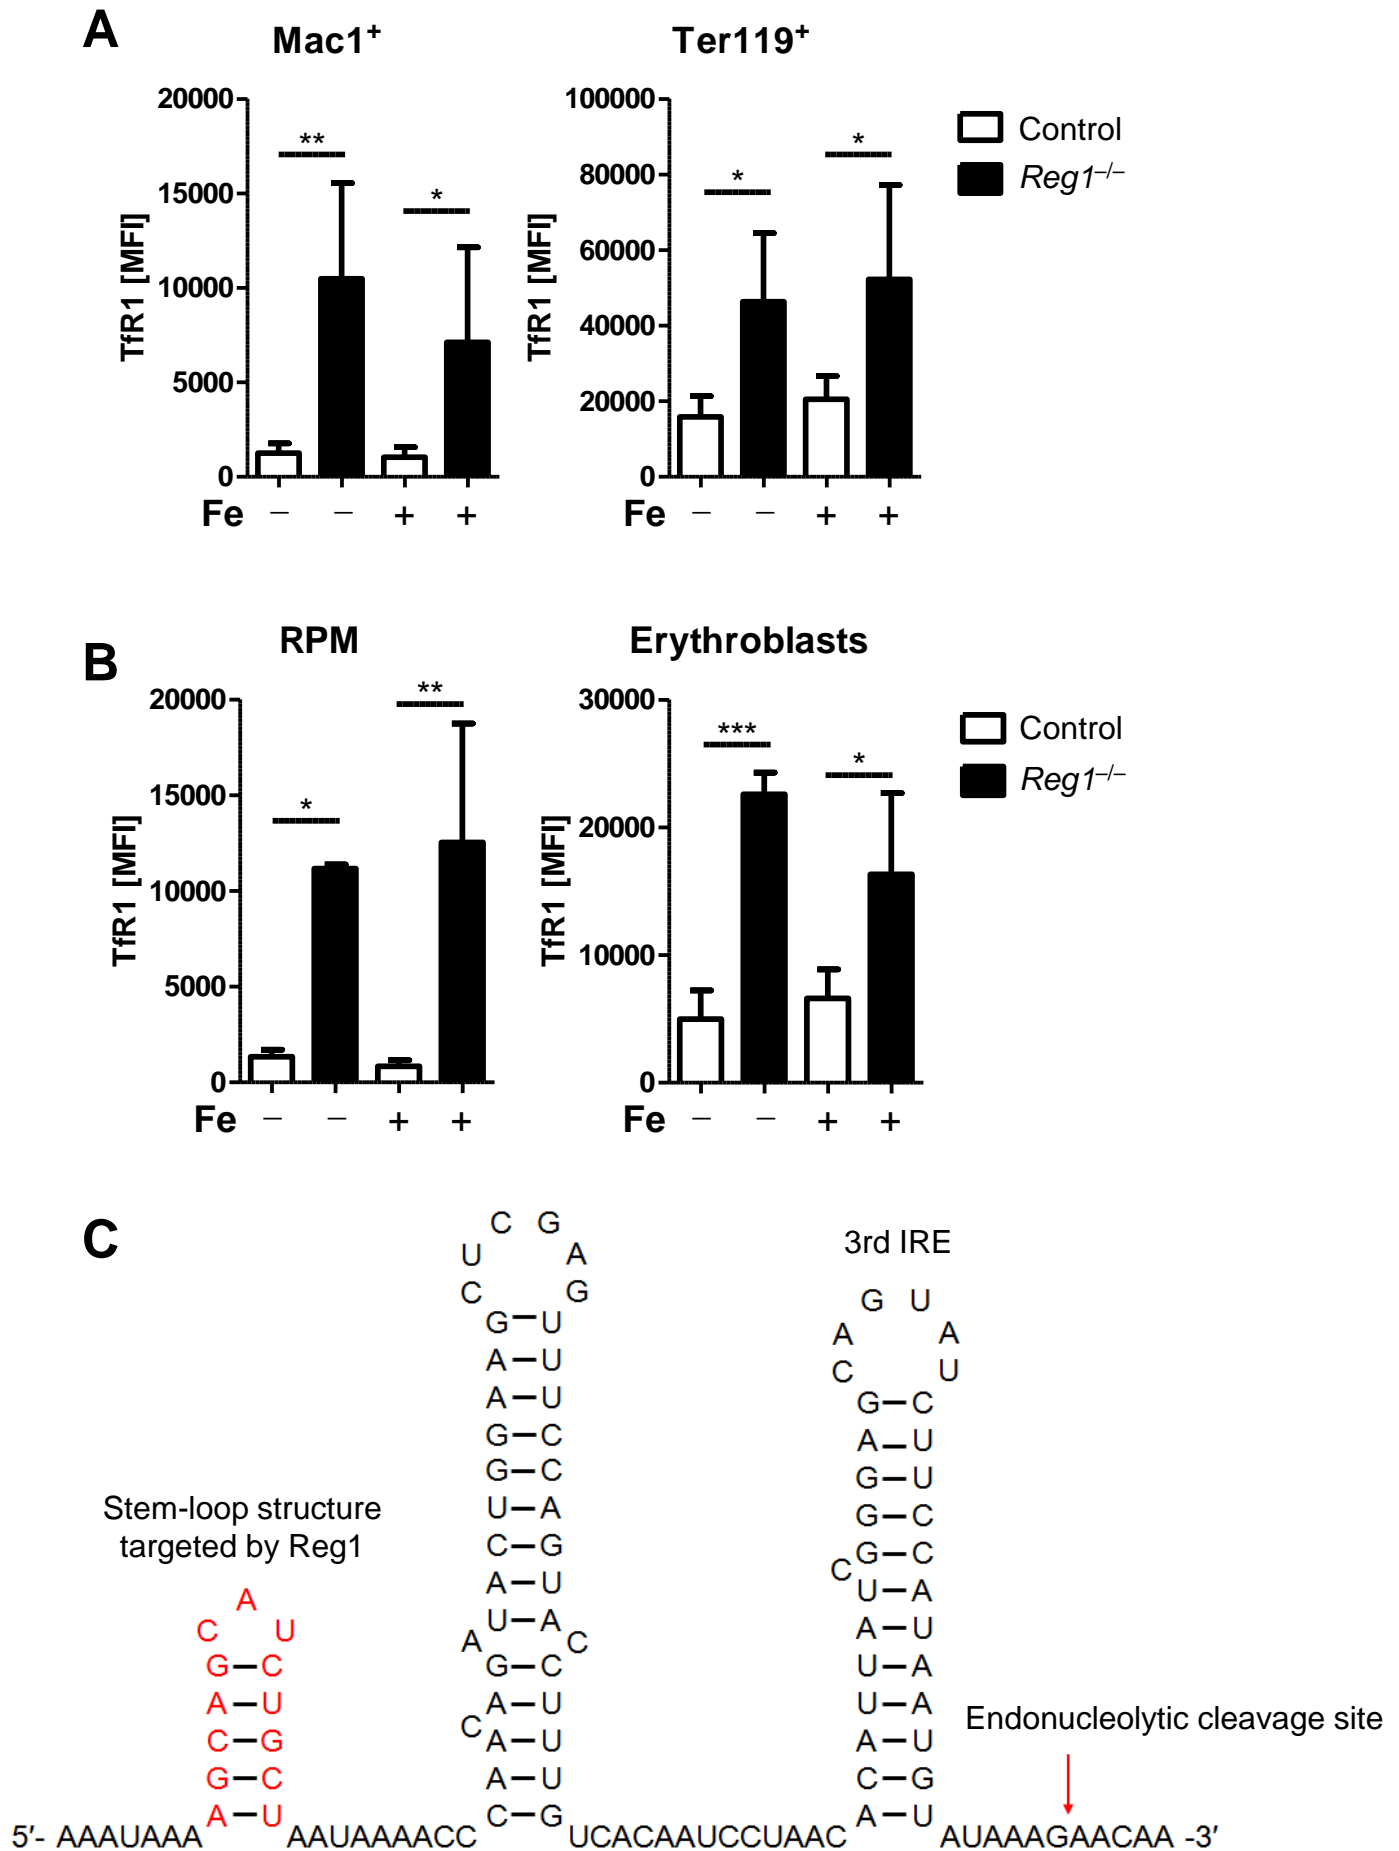 A
Mac1+
Ter119+
Control
Reg1−/−
TfR1 [MFI]
20000
15000
10000
5000
0
**
*
Fe − − + +
TfR1 [MFI]
100000
80000
60000
40000
20000
0
*
*
Fe − − + +
B
RPM
Erythroblasts
Control
Reg1−/−
TfR1 [MFI]
20000
15000
10000
5000
0
*
**
Fe − − + +
TfR1 [MFI]
30000
20000
10000
0
***
*
Fe − − + +
C
3rd IRE
C G
U A
C G
G U
A U
A U
G C
G C
U A
C G
A U
U A
A C
G C
A U
C
A U
A U
C G
G U
A A
C U
G C
A U
G U
G C
G C
C
U A
A U
U A
U A
A U
C G
A U
Stem-loop structure
targeted by Reg1
A
C U
G C
A U
C G
G C
A U
Endonucleolytic cleavage site
5′- AAAUAAA AAUAAAACC UCACAAUCCUAAC AUAAAGAACAA -3′